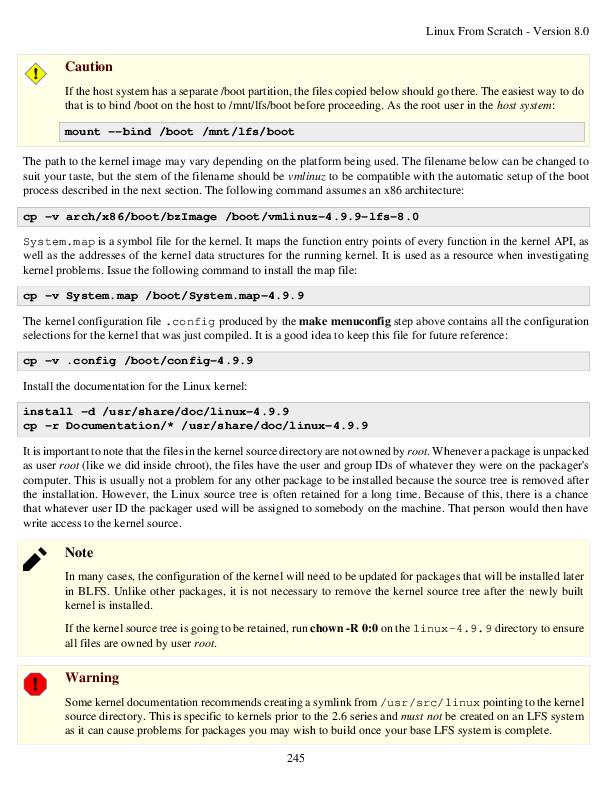 Linux From Scratch - Version 8.0
Caution
If the host system has a separate /boot partition, the files copied below should go there. The easiest way to do
that is to bind /boot on the host to /mnt/lfs/boot before proceeding. As the root user in the host system:
mount --bind /boot /mnt/lfs/boot
The path to the kernel image may vary depending on the platform being used. The filename below can be changed to
suit your taste, but the stem of the filename should be vmlinuz to be compatible with the automatic setup of the boot
process described in the next section. The following command assumes an x86 architecture:
cp -v arch/x86/boot/bzImage /boot/vmlinuz-4.9.9-lfs-8.0
System.map is a symbol file for the kernel. It maps the function entry points of every function in the kernel API, as
well as the addresses of the kernel data structures for the running kernel. It is used as a resource when investigating
kernel problems. Issue the following command to install the map file:
cp -v System.map /boot/System.map-4.9.9
The kernel configuration file .config produced by the make menuconfig step above contains all the configuration
selections for the kernel that was just compiled. It is a good idea to keep this file for future reference:
cp -v .config /boot/config-4.9.9
Install the documentation for the Linux kernel:
install -d /usr/share/doc/linux-4.9.9
cp -r Documentation/* /usr/share/doc/linux-4.9.9
It is important to note that the files in the kernel source directory are not owned by root. Whenever a package is unpacked
as user root (like we did inside chroot), the files have the user and group IDs of whatever they were on the packager's
computer. This is usually not a problem for any other package to be installed because the source tree is removed after
the installation. However, the Linux source tree is often retained for a long time. Because of this, there is a chance
that whatever user ID the packager used will be assigned to somebody on the machine. That person would then have
write access to the kernel source.
Note
In many cases, the configuration of the kernel will need to be updated for packages that will be installed later
in BLFS. Unlike other packages, it is not necessary to remove the kernel source tree after the newly built
kernel is installed.
If the kernel source tree is going to be retained, run chown -R 0:0 on the linux-4.9.9 directory to ensure
all files are owned by user root.
Warning
Some kernel documentation recommends creating a symlink from /usr/src/linux pointing to the kernel
source directory. This is specific to kernels prior to the 2.6 series and must not be created on an LFS system
as it can cause problems for packages you may wish to build once your base LFS system is complete.
245